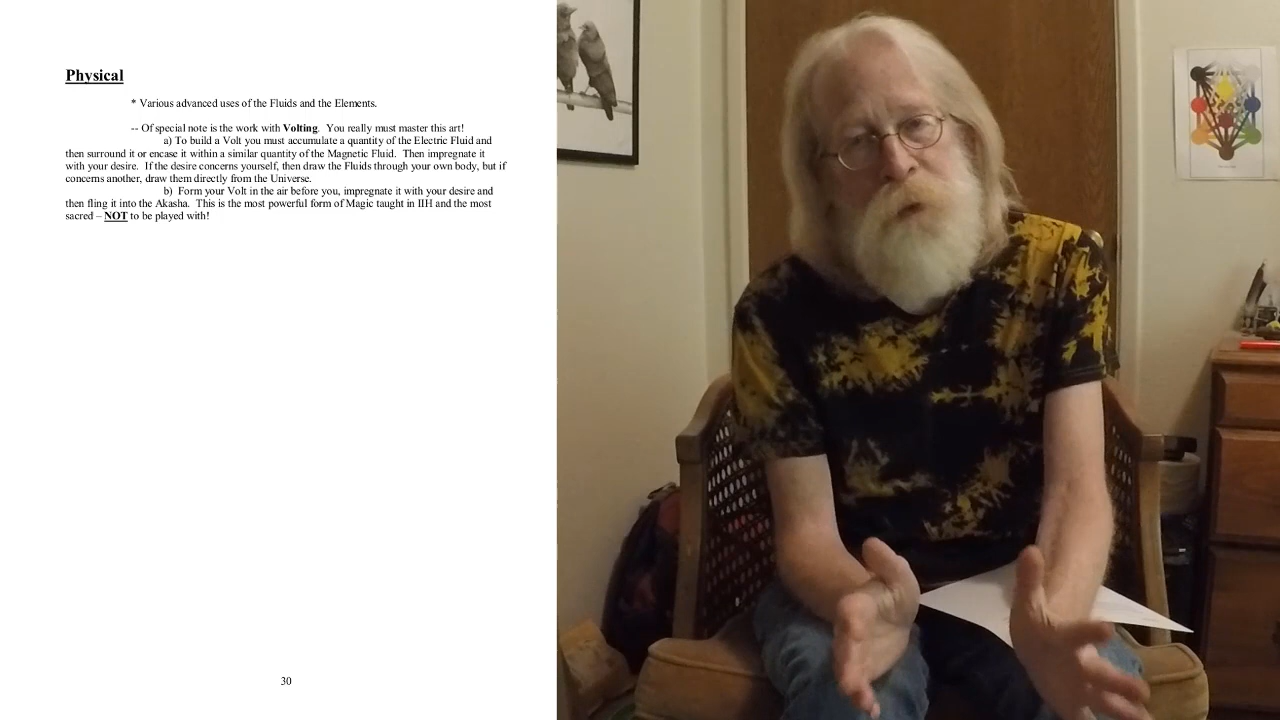 Physical
* Various advanced uses of the Fluids and the Elements.
-- Of special note is the work with Volting. You really must master this art!
a) To build a Volt you must accumulate a quantity of the Electric Fluid and
then surround it or encase it within a similar quantity of the Magnetic Fluid. Then impregnate it
with your desire. If the desire concerns yourself, then draw the Fluids through your own body, but if
concerns another, draw them directly from the Universe.
b) Form your Volt in the air before you, impregnate it with your desire and
then fling it into the Akasha. This is the most powerful form of Magic taught in IIH and the most
sacred – NOT to be played with!
30